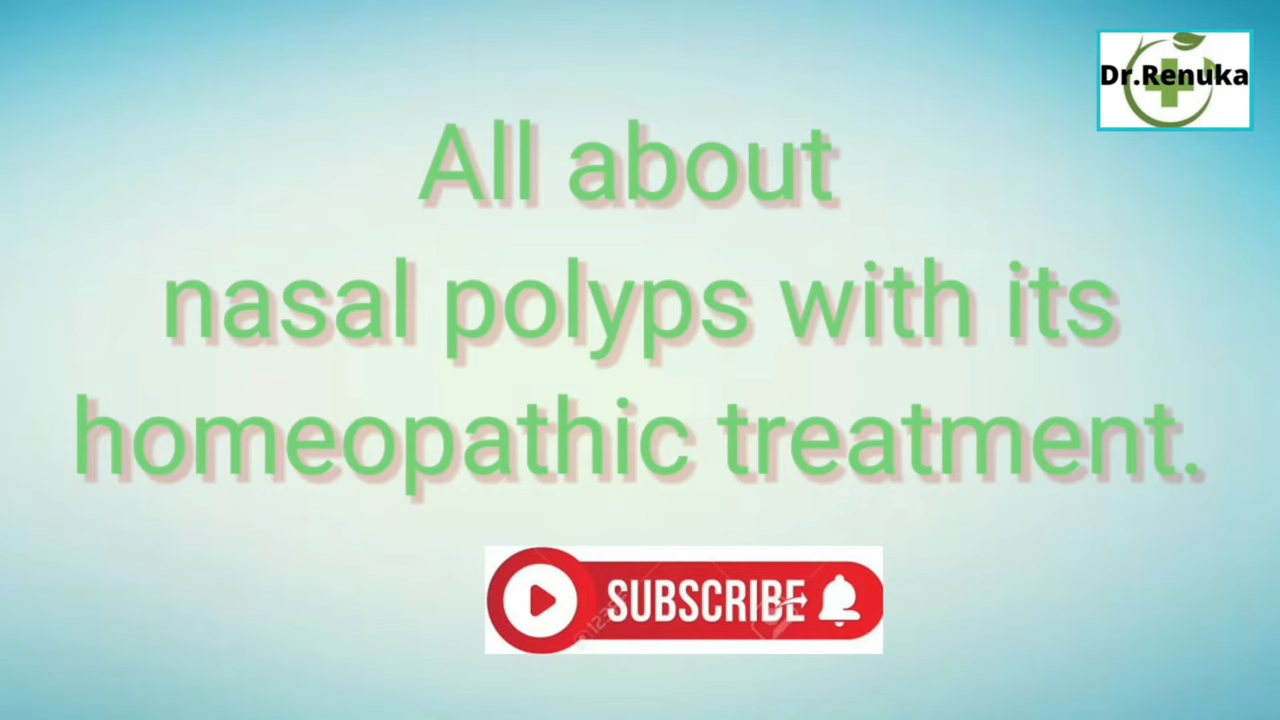 Dr.Renuka
All about
nasal polyps with its
homeopathic treatment.
SUBSCRIBE